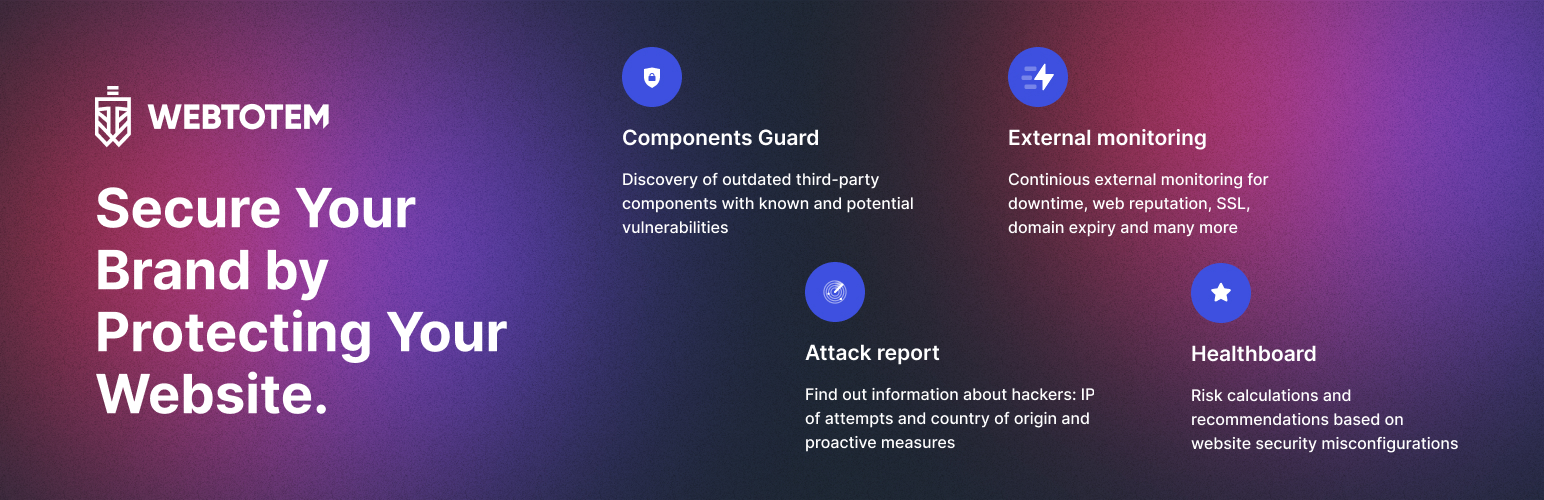 WEBTOTEM
Secure Your
Brand by
Protecting Your
Website.
Components Guard
Discovery of outdated third-party
components with known and potential
vulnerabilities
External monitoring
Continious external monitoring for
downtime, web reputation, SSL,
domain expiry and many more
Attack report
Find out information about hackers: IP
of attempts and country of origin and
proactive measures
Healthboard
Risk calculations and
recommendations based on
website security misconfigurations